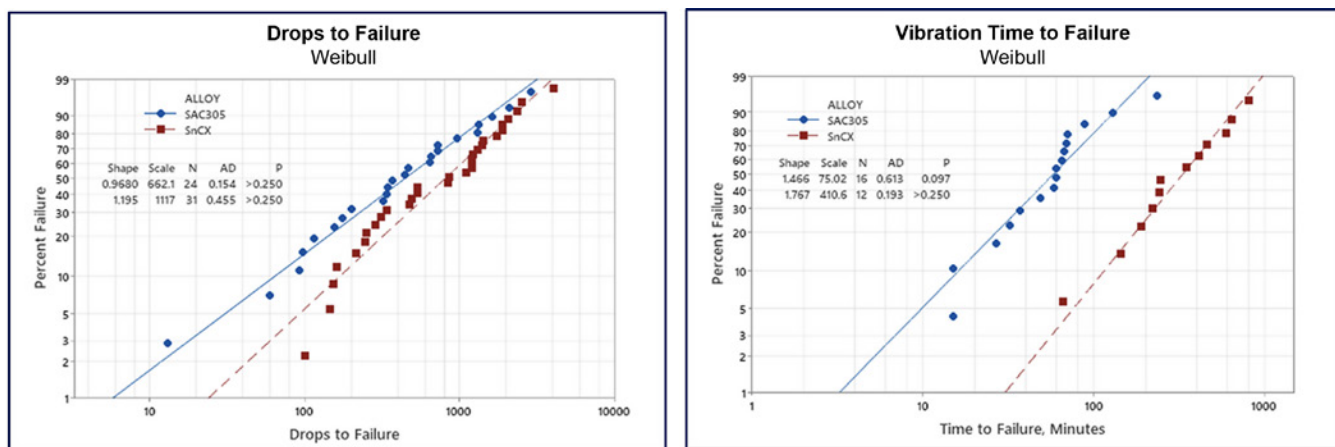 Drops to Failure
Weibull
Percent Failure
99
90
80
70
60
50
40
30
20
10
5
3
2
1
ALLOY
SAC305
SnCX
Shape Scale N AD P
0.9680 662.1 24 0.154 >0.250
1.195 1117 31 0.455 >0.250
10 100 1000 10000
Drops to Failure
Vibration Time to Failure
Weibull
Percent Failure
99
90
80
70
60
50
40
30
20
10
5
3
2
1
ALLOY
SAC305
SnCX
Shape Scale N AD P
1.466 75.02 16 0.613 0.097
1.767 410.6 12 0.193 >0.250
1 10 100 1000
Time to Failure, Minutes